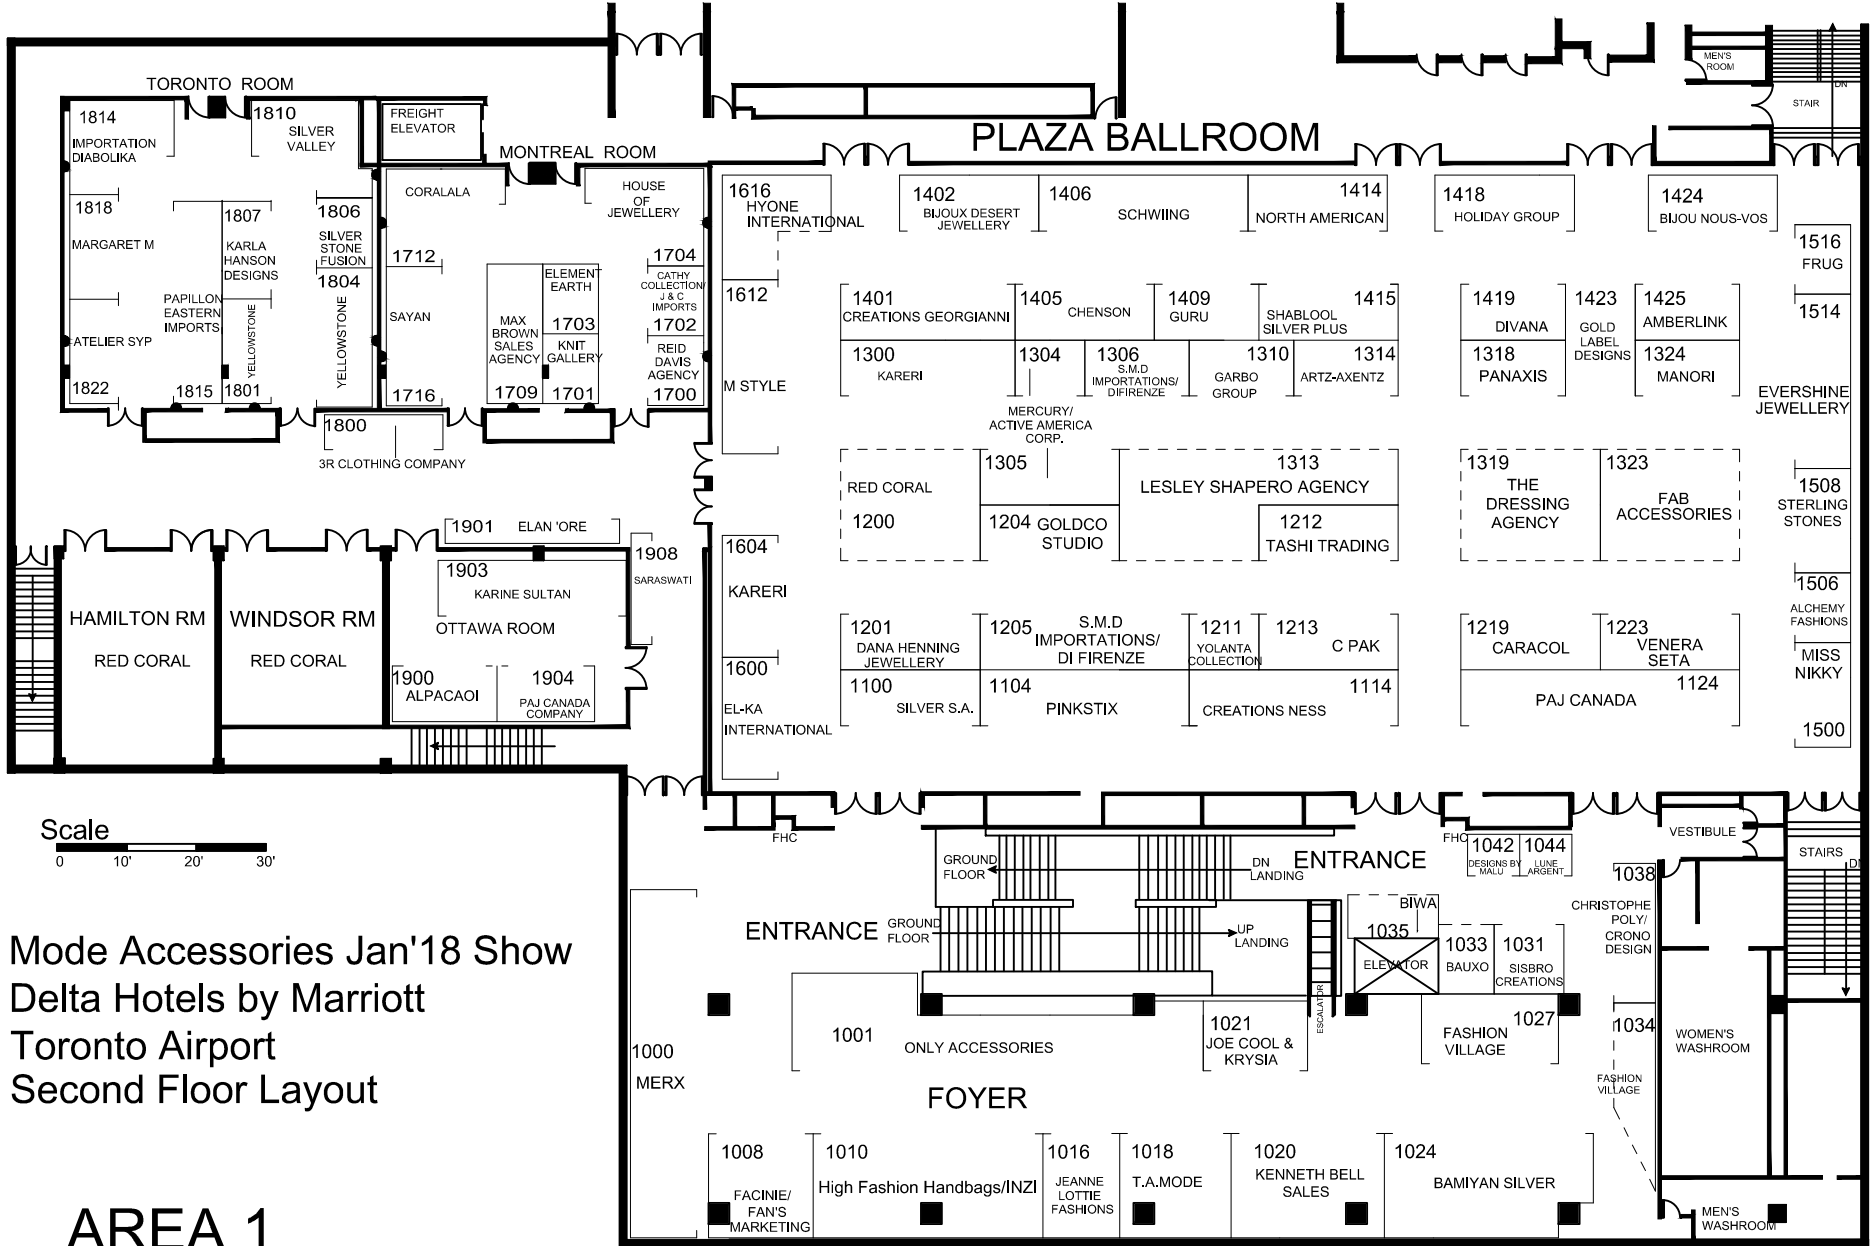 MEN'S
ROOM
STAIR
DN
TORONTO ROOM
1814
IMPORTATION
DIABOLIKA
1810
SILVER
VALLEY
1818
MARGARET M
1807
KARLA
HANSON
DESIGNS
1806
SILVER
STONE
FUSION
1804
YELLOWSTONE
PAPILLON
EASTERN
IMPORTS
YELLOWSTONE
ATELIER SYP
1822
1815
1801
1800
3R CLOTHING COMPANY
FREIGHT
ELEVATOR
MONTREAL ROOM
CORALALA
HOUSE
OF
JEWELLERY
1712
1704
CATHY
COLLECTION/
J & C
IMPORTS
ELEMENT
EARTH
SAYAN
MAX
BROWN
SALES
AGENCY
1703
1702
KNIT
GALLERY
REID
DAVIS
AGENCY
1716
1709
1701
1700
PLAZA BALLROOM
1616
HYONE
INTERNATIONAL
1402
BIJOUX DESERT
JEWELLERY
1406
SCHWIING
1414
NORTH AMERICAN
1418
HOLIDAY GROUP
1424
BIJOU NOUS-VOS
1516
FRUG
1612
M STYLE
1401
CREATIONS GEORGIANNI
1405
CHENSON
1409
GURU
1415
SHABLOOL
SILVER PLUS
1419
DIVANA
1423
GOLD
LABEL
DESIGNS
1425
AMBERLINK
1514
EVERSHINE
JEWELLERY
1300
KARERI
1304
MERCURY/
ACTIVE AMERICA
CORP.
1306
S.M.D
IMPORTATIONS/
DIFIRENZE
1310
GARBO
GROUP
1314
ARTZ-AXENTZ
1318
PANAXIS
1324
MANORI
RED CORAL
1200
1305
1204
GOLDCO
STUDIO
1313
LESLEY SHAPERO AGENCY
1212
TASHI TRADING
1319
THE
DRESSING
AGENCY
1323
FAB
ACCESSORIES
1508
STERLING
STONES
1604
KARERI
1506
ALCHEMY
FASHIONS
1600
EL-KA
INTERNATIONAL
1201
DANA HENNING
JEWELLERY
1205
S.M.D
IMPORTATIONS/
DI FIRENZE
1211
YOLANTA
COLLECTION
1213
C PAK
1219
CARACOL
1223
VENERA
SETA
MISS
NIKKY
1500
1100
SILVER S.A.
1104
PINKSTIX
1114
CREATIONS NESS
1124
PAJ CANADA
1901
ELAN 'ORE
1908
SARASWATI
1903
KARINE SULTAN
OTTAWA ROOM
1900
ALPACAOI
1904
PAJ CANADA
COMPANY
HAMILTON RM
RED CORAL
WINDSOR RM
RED CORAL
Scale
0 10' 20' 30'
Mode Accessories Jan'18 Show
Delta Hotels by Marriott
Toronto Airport
Second Floor Layout
AREA 1
FHC
GROUND
FLOOR
DN
LANDING
ENTRANCE
ENTRANCE
GROUND
FLOOR
UP
LANDING
ESCALATOR
FHC
1042
DESIGNS BY
MALU
1044
LUNE
ARGENT
VESTIBULE
STAIRS
DN
1038
CHRISTOPHE
POLY/
CRONO
DESIGN
BIWA
1035
ELEVATOR
1033
BAUXO
1031
SISBRO
CREATIONS
1000
MERX
1001
ONLY ACCESSORIES
1021
JOE COOL &
KRYSIA
1027
FASHION
VILLAGE
1034
FASHION
VILLAGE
WOMEN'S
WASHROOM
FOYER
1008
FACINIE/
FAN'S
MARKETING
1010
High Fashion Handbags/INZI
1016
JEANNE
LOTTIE
FASHIONS
1018
T.A.MODE
1020
KENNETH BELL
SALES
1024
BAMIYAN SILVER
MEN'S
WASHROOM